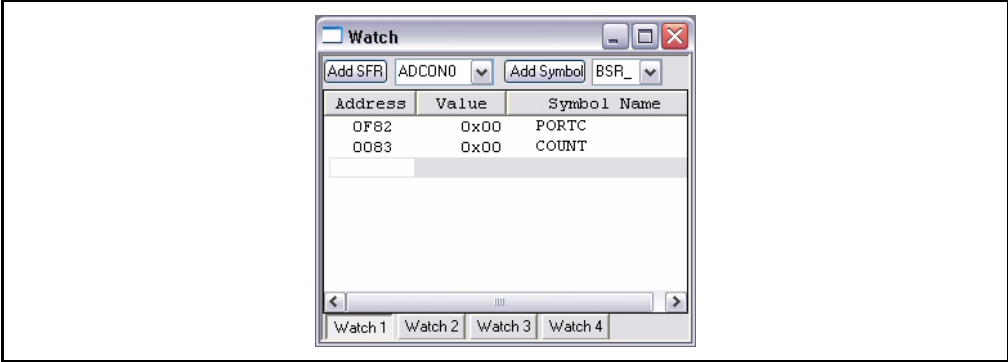 Watch
Add SFR ADCON0 Add Symbol BSR_
Address Value Symbol Name
0F82 0x00 PORTC
0083 0x00 COUNT
Watch 1 Watch 2 Watch 3 Watch 4